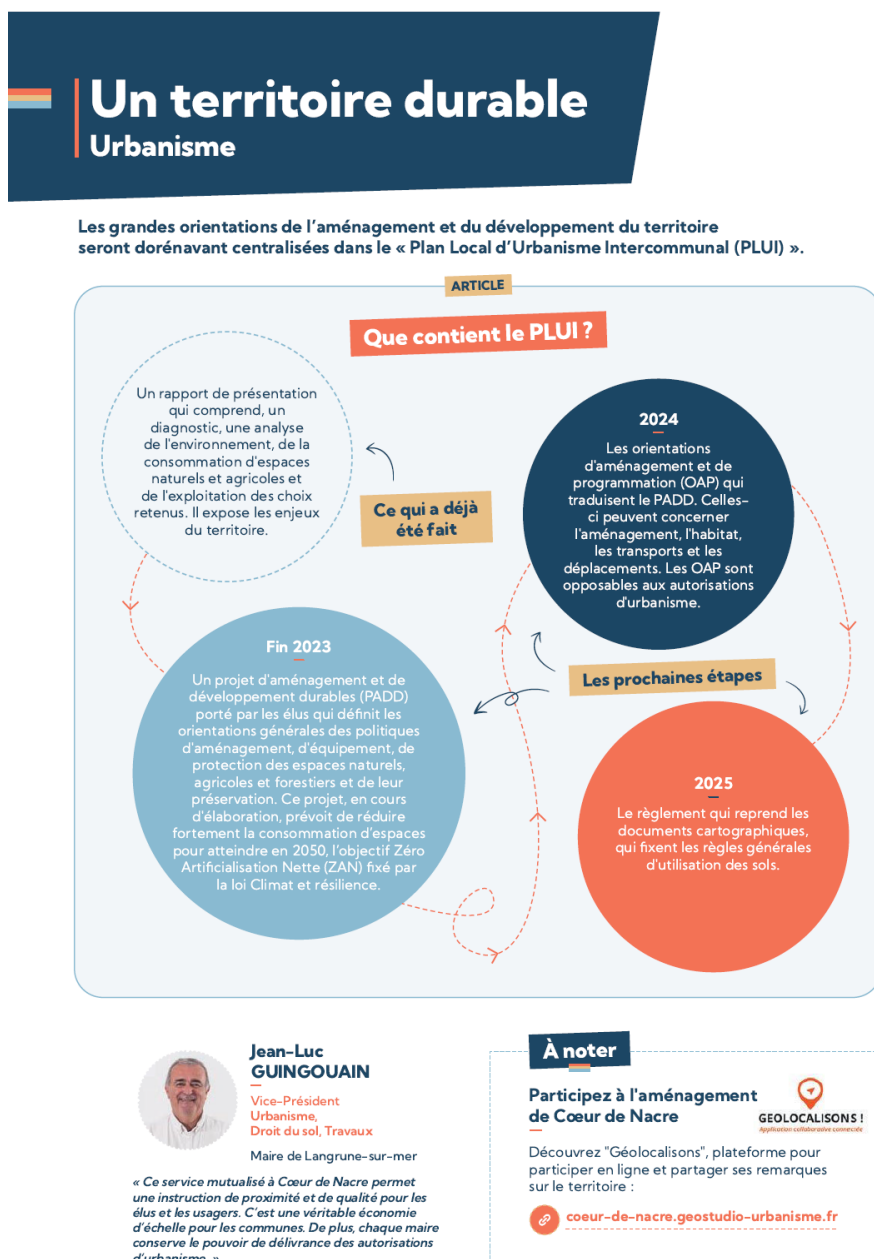 Un territoire durable
Urbanisme
Les grandes orientations de l'aménagement et du développement du territoire
seront dorénavant centralisées dans le « Plan Local d'Urbanisme Intercommunal (PLUI) ».
ARTICLE
Que contient le PLUI ?
Un rapport de présentation
qui comprend, un
diagnostic, une analyse
de l'environnement, de la
consommation d'espaces
naturels et agricoles et
de l'exploitation des choix
retenus. Il expose les enjeux
du territoire.
Ce qui a déjà
été fait
Fin 2023
Un projet d'aménagement et de
développement durables (PADD)
porté par les élus qui définit les
orientations générales des politiques
d'aménagement, d'équipement, de
protection des espaces naturels,
agricoles et forestiers et de leur
préservation. Ce projet, en cours
d'élaboration, prévoit de réduire
fortement la consommation d'espaces
pour atteindre en 2050, l'objectif Zéro
Artificialisation Nette (ZAN) fixé par
la loi Climat et résilience.
2024
Les orientations
d'aménagement et de
programmation (OAP) qui
traduisent le PADD. Celles-
ci peuvent concerner
l'aménagement, l'habitat,
les transports et les
déplacements. Les OAP sont
opposables aux autorisations
d'urbanisme.
Les prochaines étapes
2025
Le règlement qui reprend les
documents cartographiques,
qui fixent les règles générales
d'utilisation des sols.
Jean-Luc
GUINGOUAIN
Vice-Président
Urbanisme,
Droit du sol, Travaux
Maire de Langrune-sur-mer
« Ce service mutualisé à Cœur de Nacre permet
une instruction de proximité et de qualité pour les
élus et les usagers. C'est une véritable économie
d'échelle pour les communes. De plus, chaque maire
conserve le pouvoir de délivrance des autorisations
d'urbanisme. »
À noter
Participez à l'aménagement
de Cœur de Nacre
GEOLOCALISONS !
Application collaborative connectée
Découvrez "Géolocalisons", plateforme pour
participer en ligne et partager ses remarques
sur le territoire :
coeur-de-nacre.geostudio-urbanisme.fr